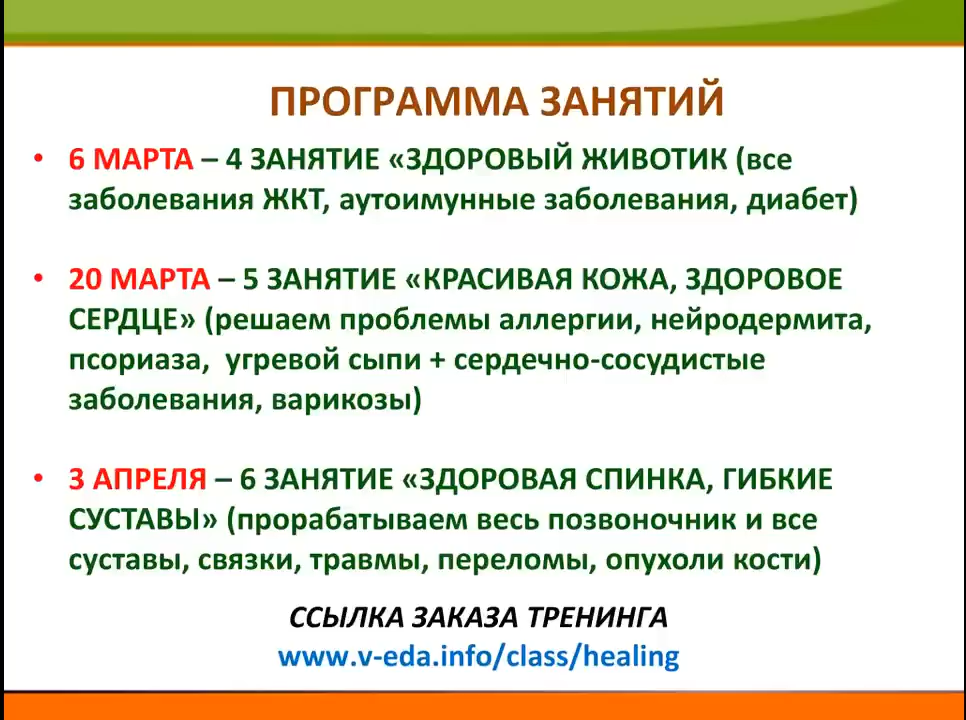 ПРОГРАММА ЗАНЯТИЙ
• 6 МАРТА – 4 ЗАНЯТИЕ «ЗДОРОВЫЙ ЖИВОТИК (все
заболевания ЖКТ, аутоимунные заболевания, диабет)
• 20 МАРТА – 5 ЗАНЯТИЕ «КРАСИВАЯ КОЖА, ЗДОРОВОЕ
СЕРДЦЕ» (решаем проблемы аллергии, нейродермита,
псориаза, угревой сыпи + сердечно-сосудистые
заболевания, варикозы)
• 3 АПРЕЛЯ – 6 ЗАНЯТИЕ «ЗДОРОВАЯ СПИНКА, ГИБКИЕ
СУСТАВЫ» (прорабатываем весь позвоночник и все
суставы, связки, травмы, переломы, опухоли кости)
ССЫЛКА ЗАКАЗА ТРЕНИНГА
www.v-eda.info/class/healing